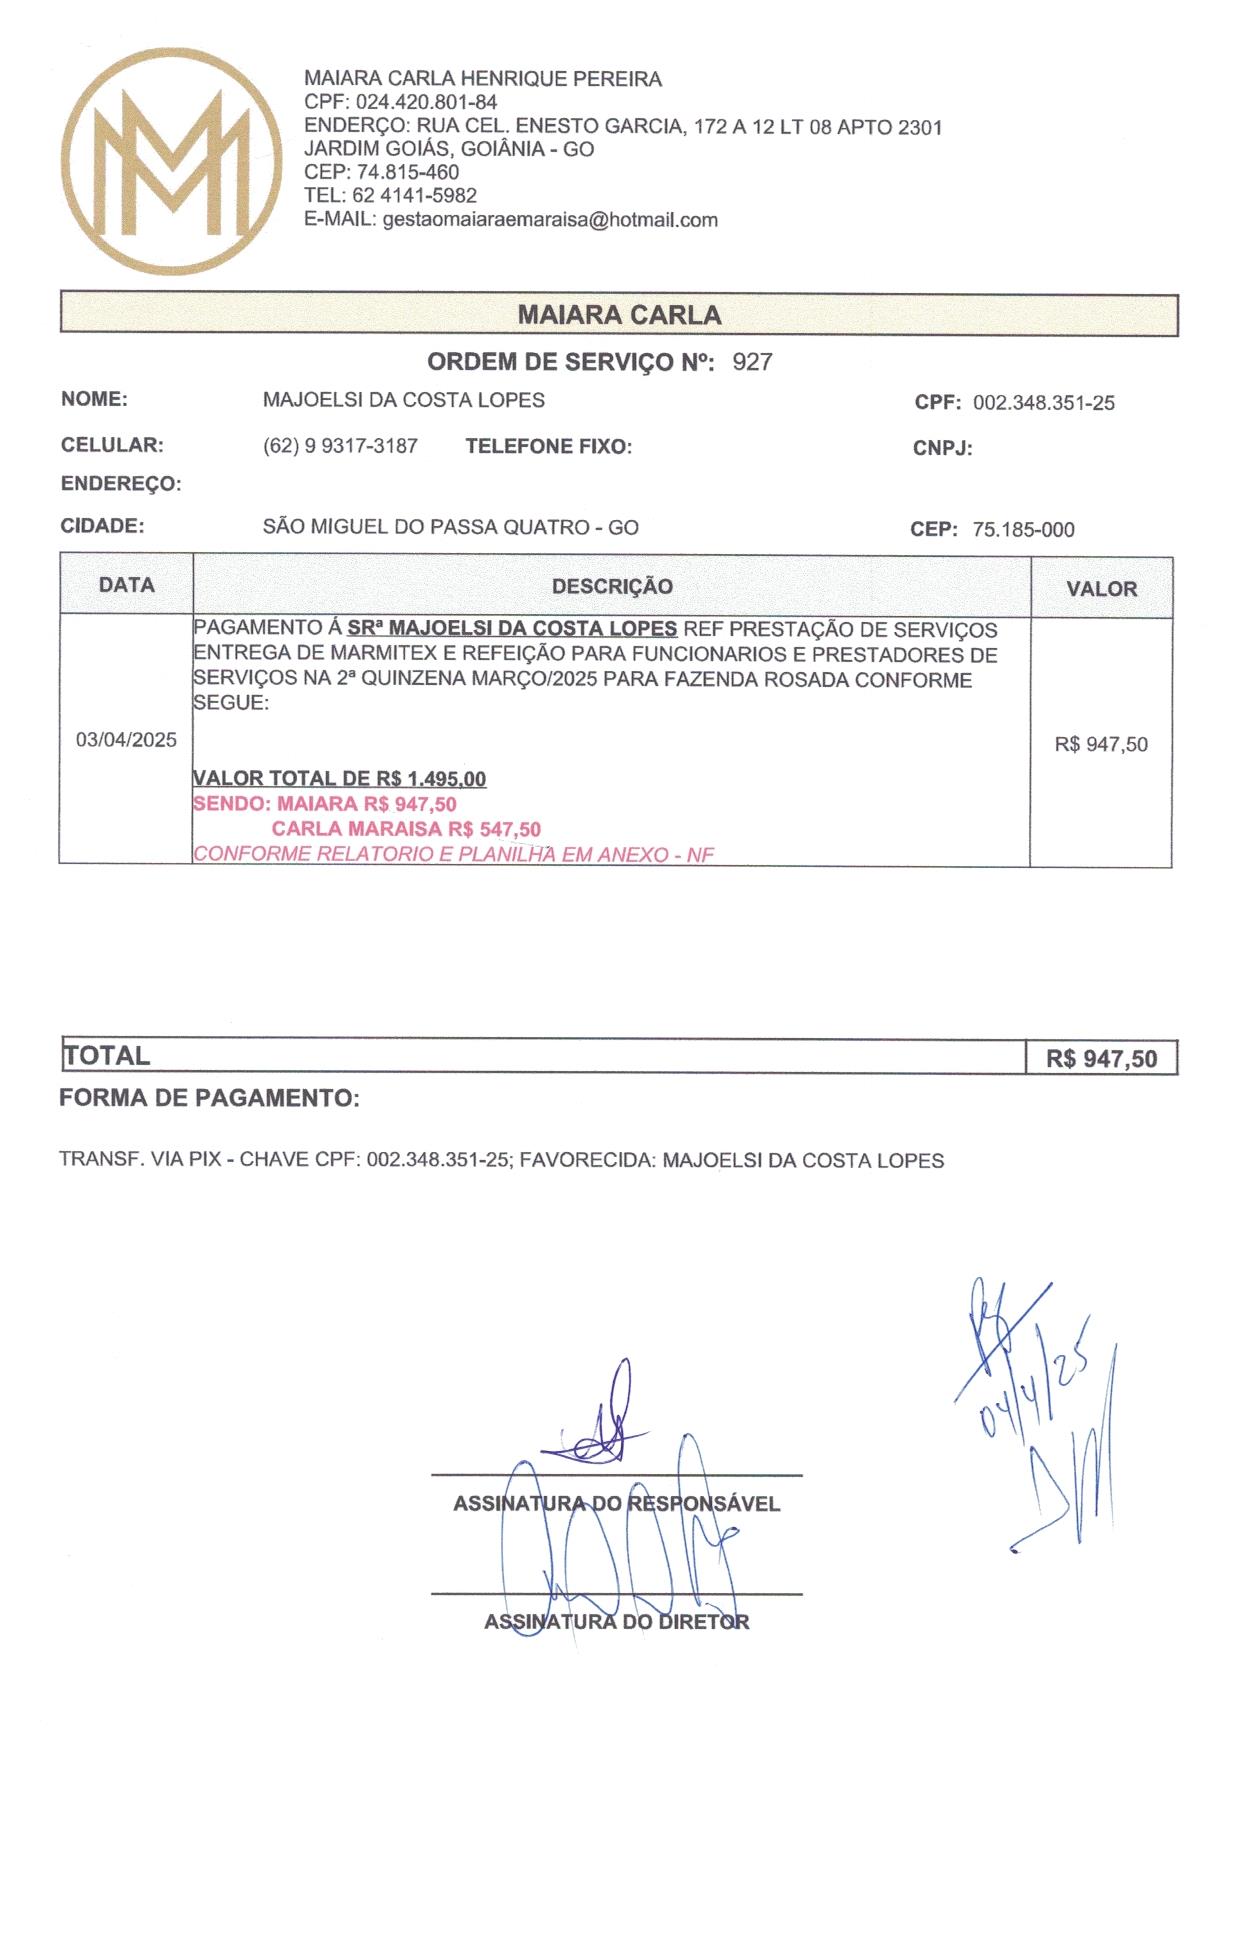 MAIARA CARLA HENRIQUE PEREIRA
CPF: 024.420.801-84
ENDERÇO: RUA CEL. ENESTO GARCIA, 172 A 12 LT 08 APTO 2301
JARDIM GOIÁS, GOIÂNIA - GO
CEP: 74.815-460
TEL: 62 4141-5982
E-MAIL: gestaomaiaraemaraisa@hotmail.com
MAIARA CARLA
ORDEM DE SERVIÇO Nº: 927
NOME: MAJOELSI DA COSTA LOPES CPF: 002.348.351-25
CELULAR: (62) 9 9317-3187 TELEFONE FIXO: CNPJ:
ENDEREÇO:
CIDADE: SÃO MIGUEL DO PASSA QUATRO - GO CEP: 75.185-000
DATA DESCRIÇÃO VALOR
PAGAMENTO Á SRª MAJOELSI DA COSTA LOPES REF PRESTAÇÃO DE SERVIÇOS
ENTREGA DE MARMITEX E REFEIÇÃO PARA FUNCIONARIOS E PRESTADORES DE
SERVIÇOS NA 2ª QUINZENA MARÇO/2025 PARA FAZENDA ROSADA CONFORME
SEGUE:
03/04/2025 R$ 947,50
VALOR TOTAL DE R$ 1.495,00
SENDO: MAIARA R$ 947,50
CARLA MARAISA R$ 547,50
CONFORME RELATORIO E PLANILHA EM ANEXO - NF
TOTAL R$ 947,50
FORMA DE PAGAMENTO:
TRANSF. VIA PIX - CHAVE CPF: 002.348.351-25; FAVORECIDA: MAJOELSI DA COSTA LOPES
04/4/25
ASSINATURA DO RESPONSÁVEL
ASSINATURA DO DIRETOR